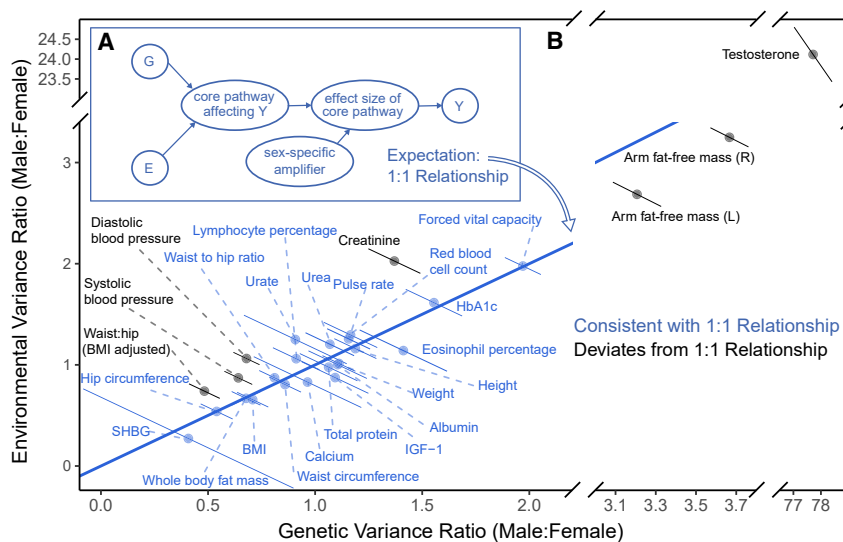 A
B
G
E
core pathway
affecting Y
effect size of
core pathway
Y
sex-specific
amplifier
Expectation:
1:1 Relationship
Environmental Variance Ratio (Male:Female)
24.5
24.0
23.5
3
2
1
0
Testosterone
Arm fat-free mass (R)
Arm fat-free mass (L)
Diastolic
blood pressure
Lymphocyte percentage
Creatinine
Forced vital capacity
Waist to hip ratio
Red blood
cell count
Systolic
blood pressure
Urate
Urea
Pulse rate
HbA1c
Waist:hip
(BMI adjusted)
Consistent with 1:1 Relationship
Deviates from 1:1 Relationship
Eosinophil percentage
Hip circumference
Height
Weight
Albumin
SHBG
Total protein
IGF−1
BMI
Calcium
Whole body fat mass
Waist circumference
0.0
0.5
1.0
1.5
2.0
3.1
3.3
3.5
3.7
77
78
Genetic Variance Ratio (Male:Female)